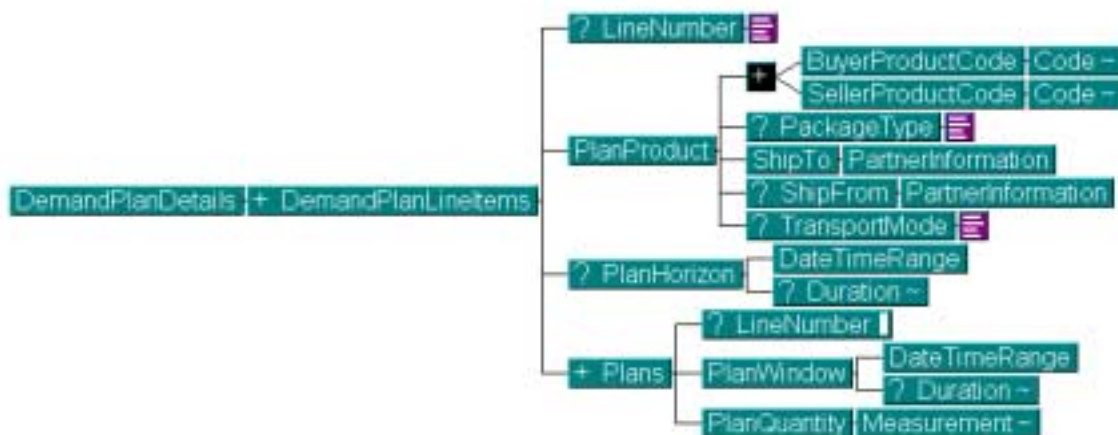 DemandPlanDetails
+ DemandPlanLineItems
? LineNumber
PlanProduct
+
BuyerProductCode
Code ~
SellerProductCode
Code ~
? PackageType
ShipTo
PartnerInformation
? ShipFrom
PartnerInformation
? TransportMode
? PlanHorizon
DateTimeRange
? Duration ~
+ Plans
? LineNumber
PlanWindow
DateTimeRange
? Duration ~
PlanQuantity
Measurement ~